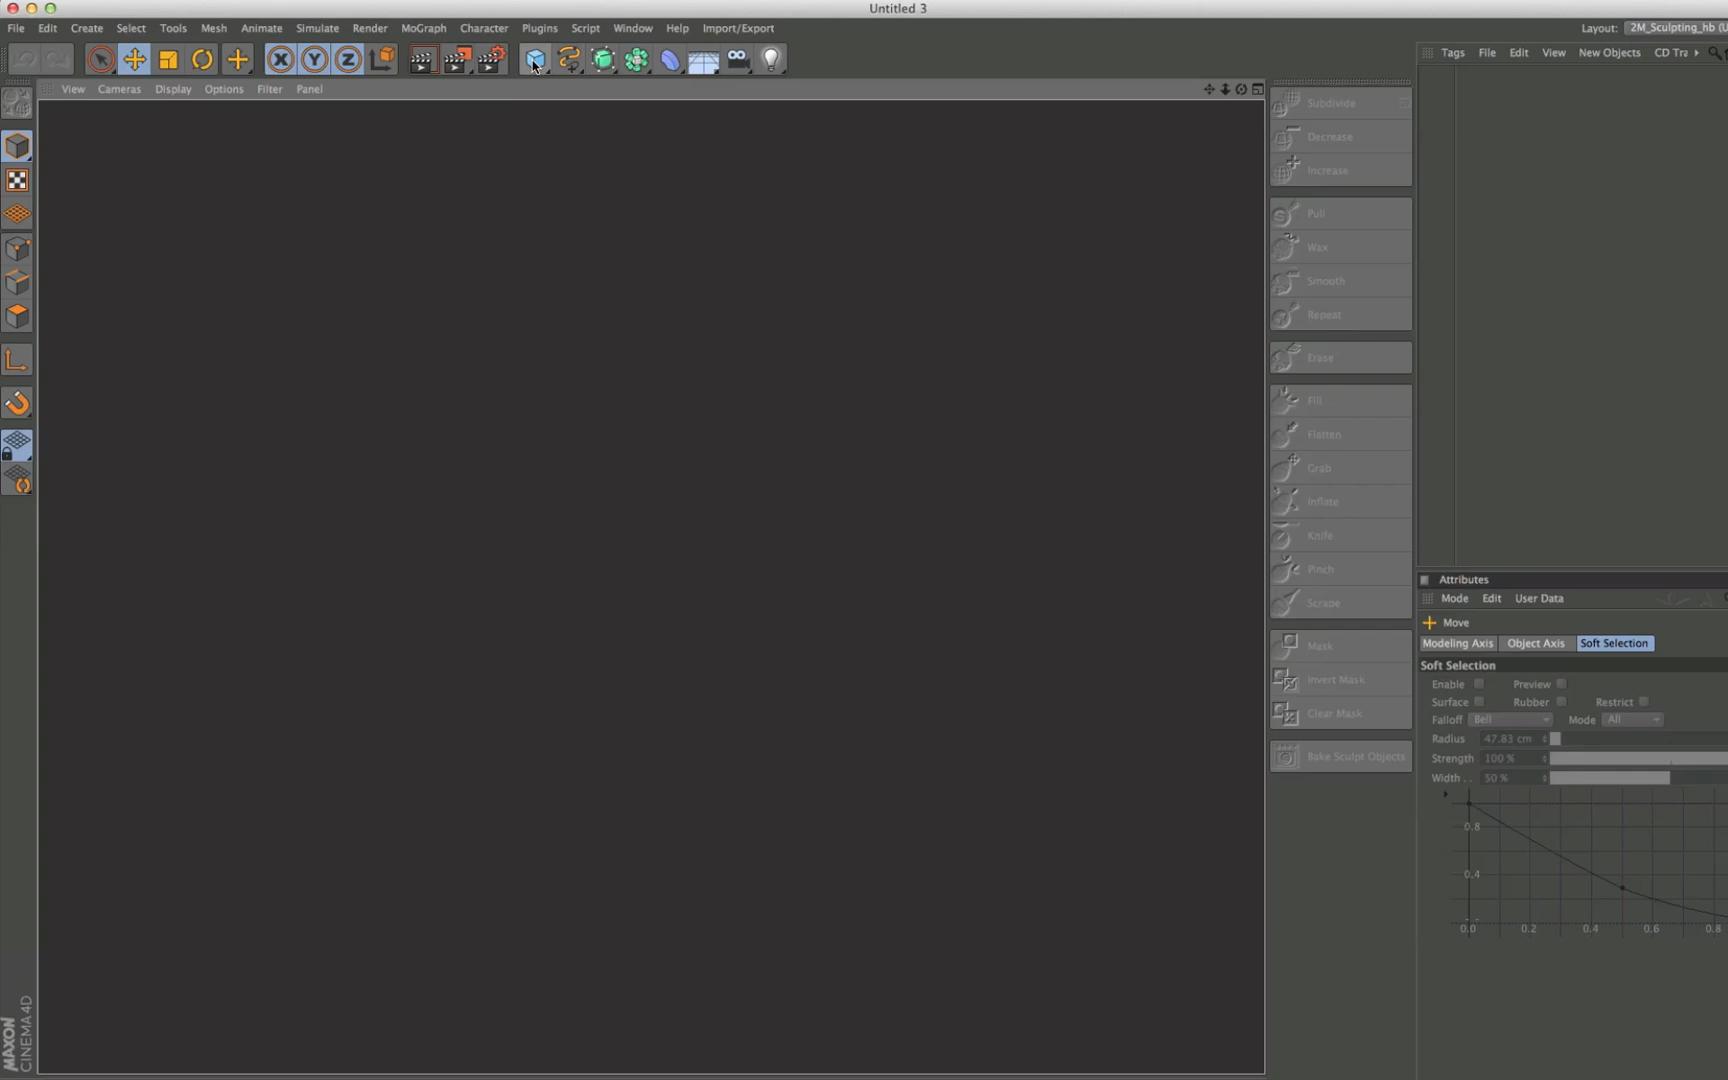 Untitled 3
File Edit Create Select Tools Mesh Animate Simulate Render MoGraph Character Plugins Script Window Help Import/Export
Layout: 2M_Sculpting_hb (U
Tags File Edit View New Objects CD Tra
View Cameras Display Options Filter Panel
Subdivide
Decrease
Increase
Pull
Wax
Smooth
Repeat
Erase
Fill
Flatten
Grab
Inflate
Knife
Pinch
Scrape
Mask
Invert Mask
Clear Mask
Bake Sculpt Objects
Attributes
Mode Edit User Data
Move
Modeling Axis Object Axis Soft Selection
Soft Selection
Enable Preview
Surface Rubber Restrict
Falloff Bell Mode All
Radius 47.83 cm
Strength 100 %
Width . . 50 %
0.8
0.4
0.0 0.2 0.4 0.6 0.8
X Y Z
MAXON
CINEMA 4D